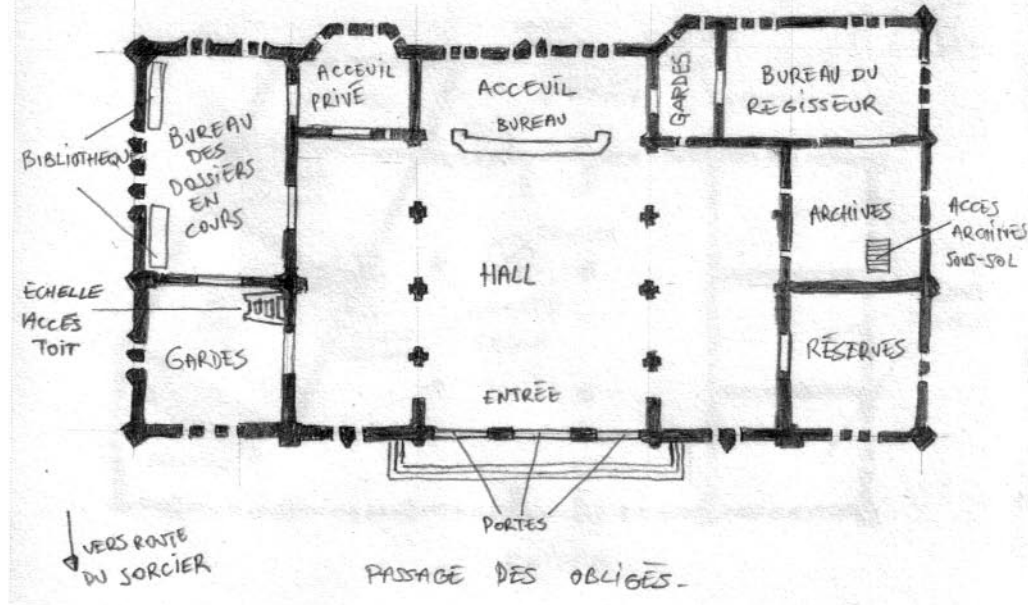 ACCEUIL
PRIVÉ
ACCEUIL
BUREAU
GARDES
BUREAU DU
REGISSEUR
BIBLIOTHEQUE
BUREAU
DES
DOSSIERS
EN
COURS
ARCHIVES
ACCES
ARCHIVES
SOUS-SOL
HALL
ECHELLE
ACCES
TOIT
GARDES
RÉSERVES
ENTRÉE
PORTES
VERS ROUTE
DU SORCIER
PASSAGE DES OBLIGÉS-